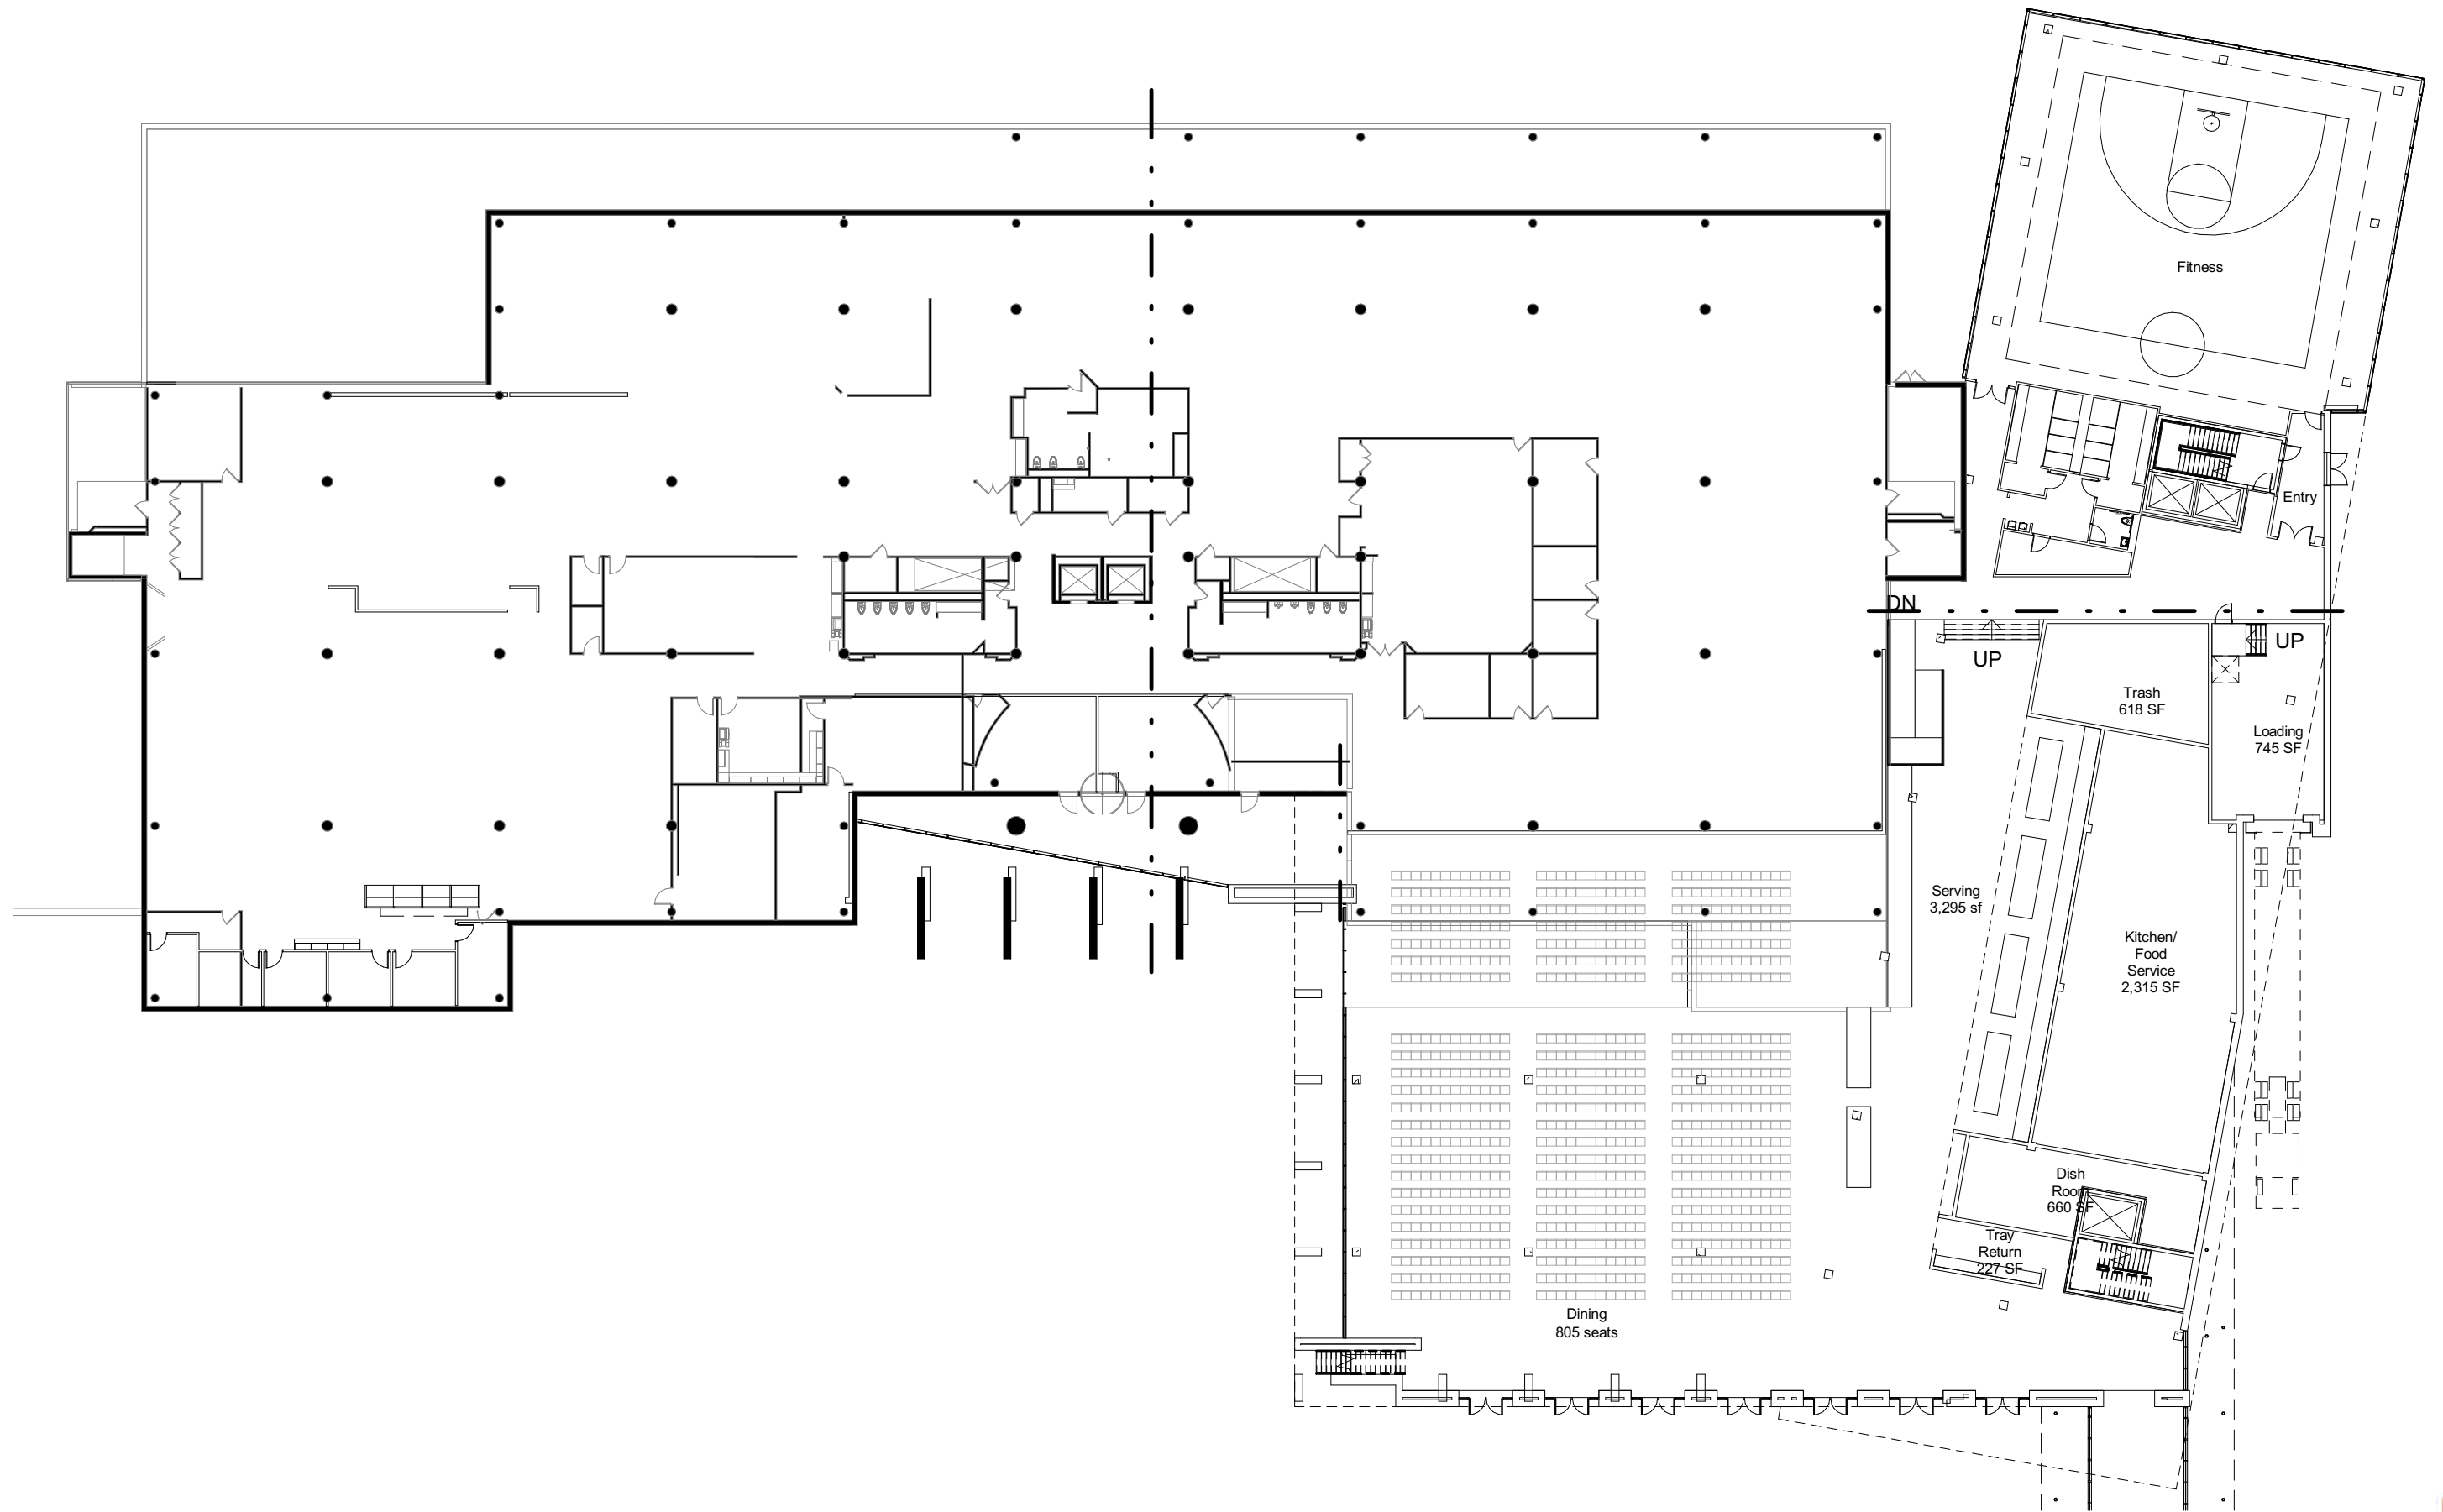 Fitness
Entry
DN
UP
UP
Trash
618 SF
Loading
745 SF
Serving
3,295 sf
Kitchen/
Food
Service
2,315 SF
Dish
Room
660 SF
Tray
Return
227 SF
Dining
805 seats